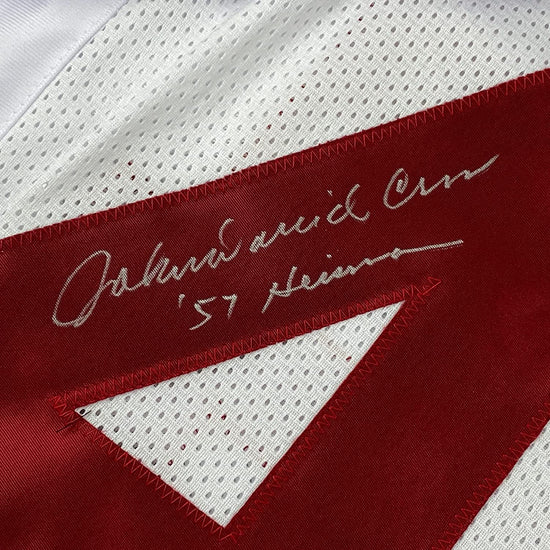 John David Crow
'57 Heisman